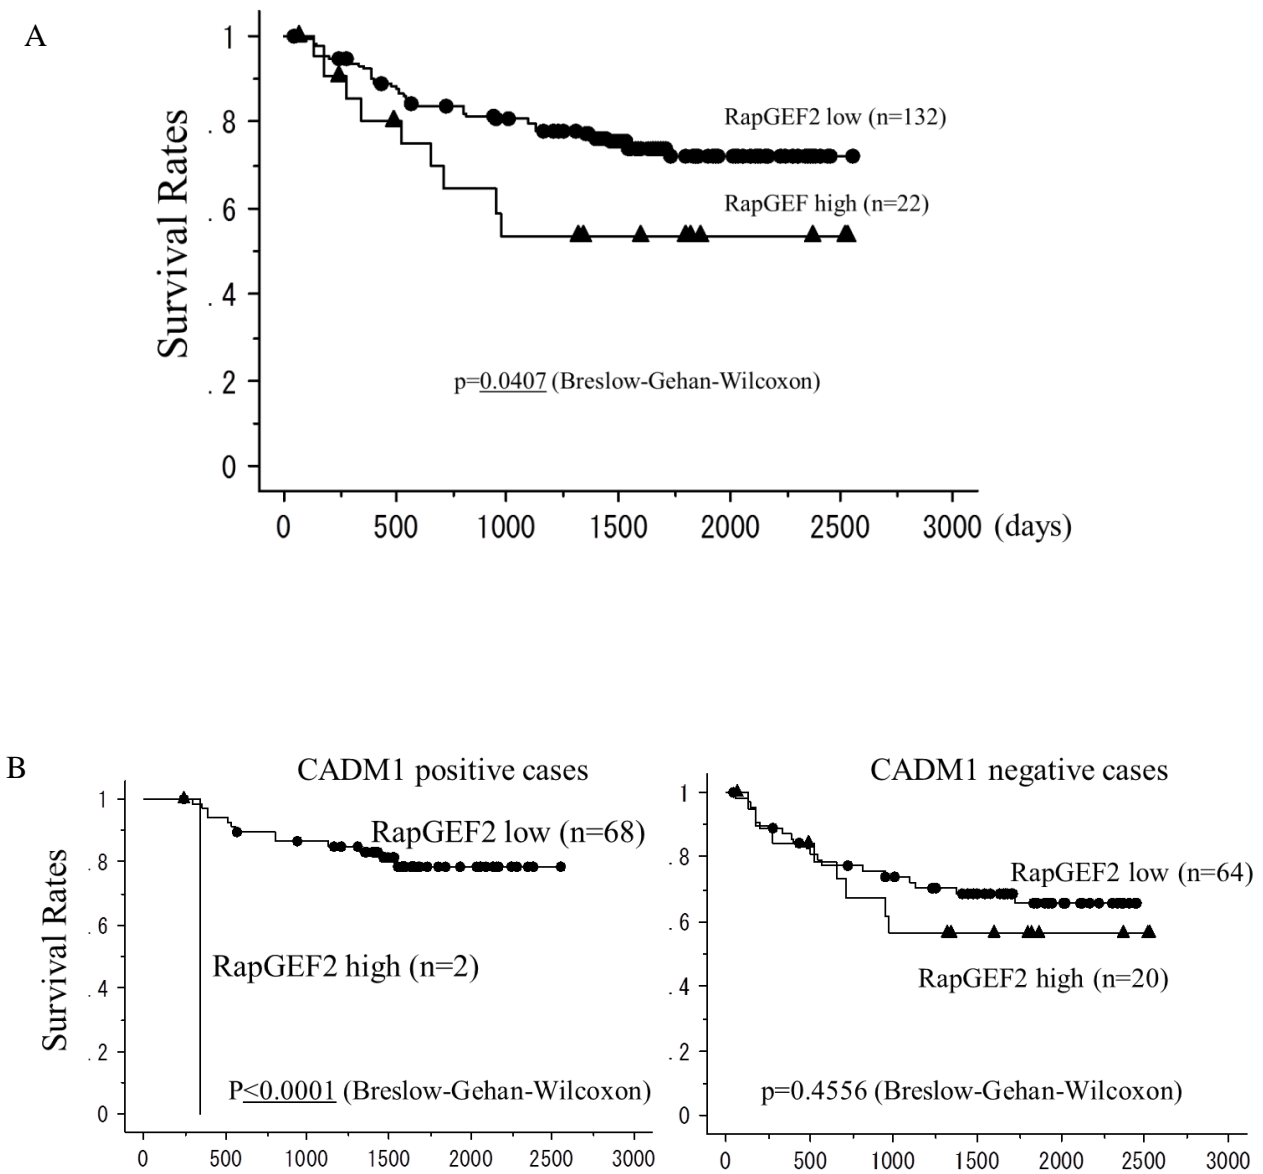 A
Survival Rates
1
.8
.6
.4
.2
0
RapGEF2 low (n=132)
RapGEF high (n=22)
p=0.0407 (Breslow-Gehan-Wilcoxon)
0 500 1000 1500 2000 2500 3000 (days)
B
CADM1 positive cases
Survival Rates
1
.8
.6
.4
.2
0
RapGEF2 low (n=68)
RapGEF2 high (n=2)
P<0.0001 (Breslow-Gehan-Wilcoxon)
0 500 1000 1500 2000 2500 3000
CADM1 negative cases
1
.8
.6
.4
.2
0
RapGEF2 low (n=64)
RapGEF2 high (n=20)
p=0.4556 (Breslow-Gehan-Wilcoxon)
0 500 1000 1500 2000 2500 3000